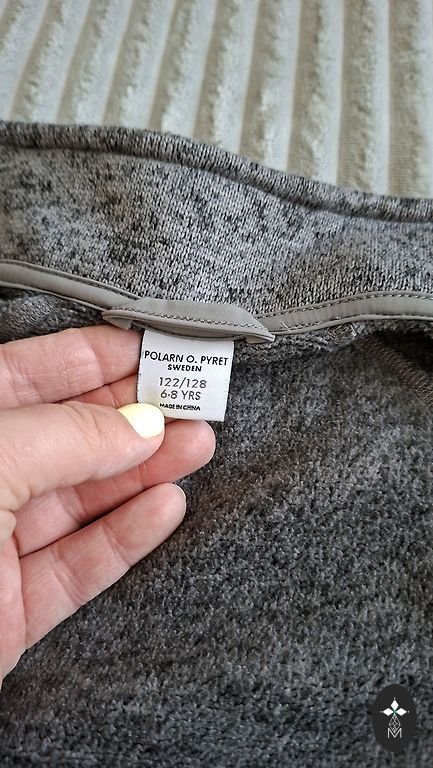 POLARN O. PYRET
SWEDEN
122/128
6-8 YRS
MADE IN CHINA